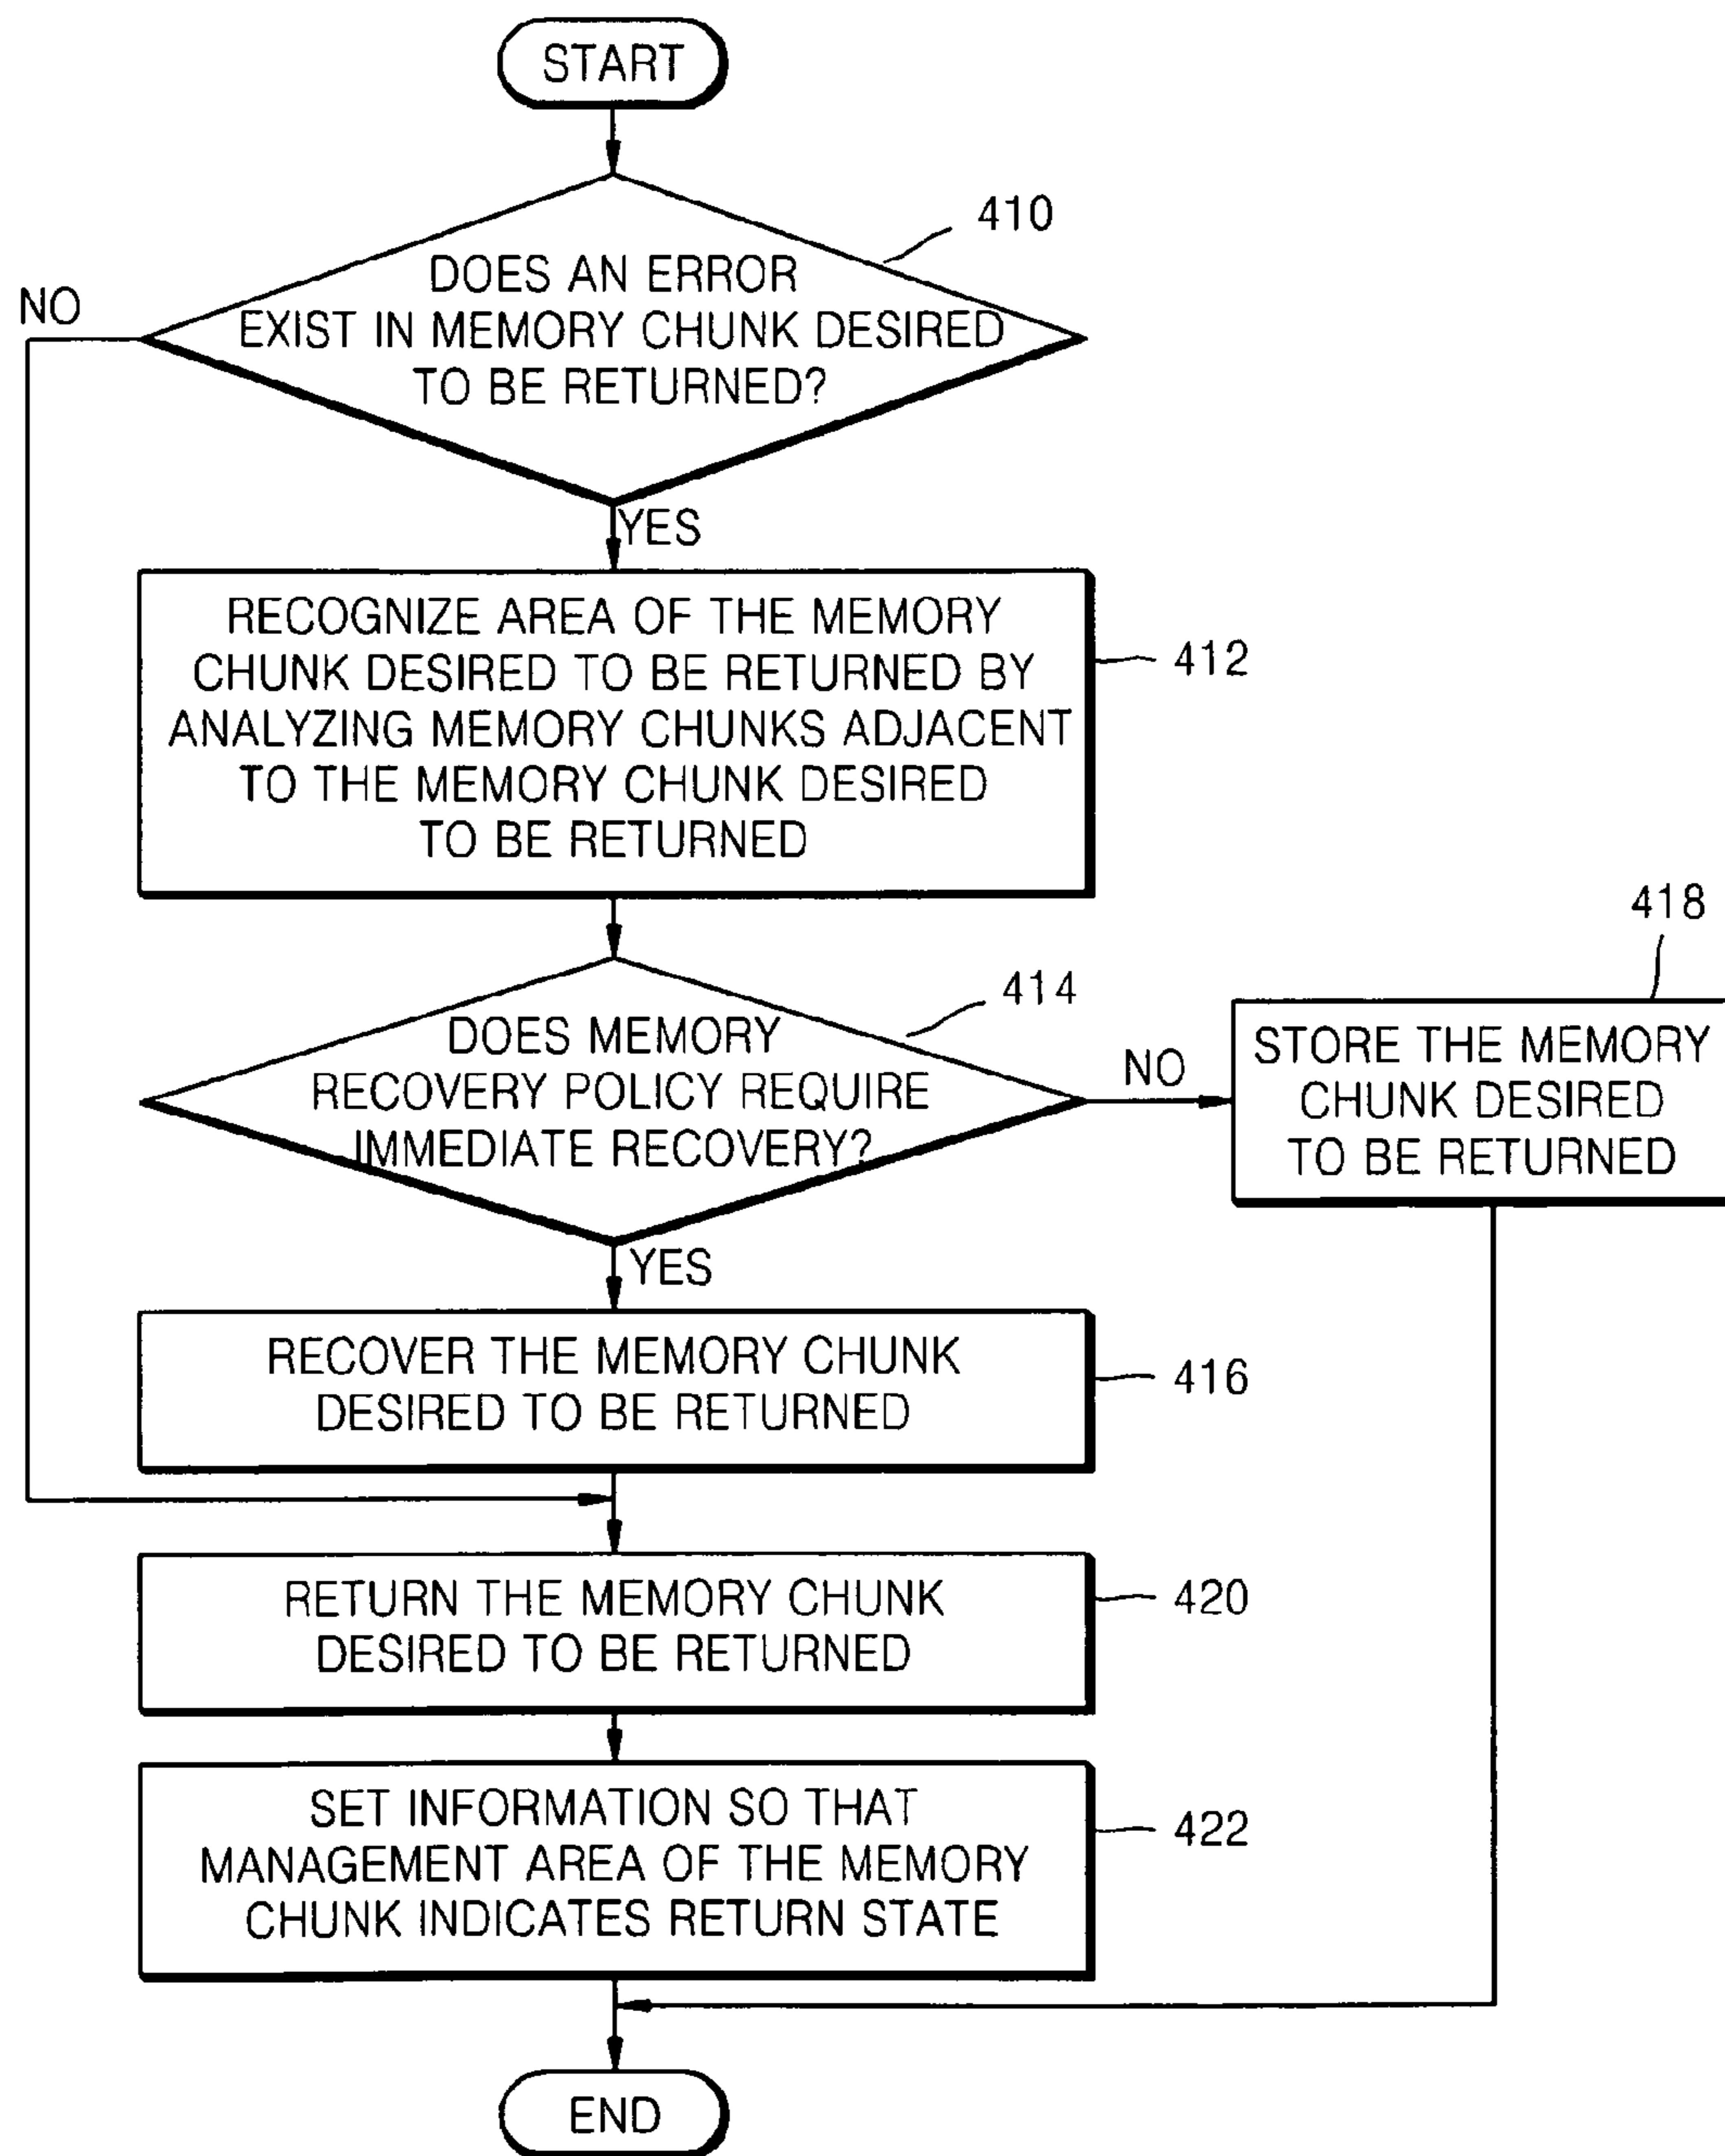 START
410
DOES AN ERROR
EXIST IN MEMORY CHUNK DESIRED
TO BE RETURNED?
NO
YES
RECOGNIZE AREA OF THE MEMORY
CHUNK DESIRED TO BE RETURNED BY
ANALYZING MEMORY CHUNKS ADJACENT
TO THE MEMORY CHUNK DESIRED
TO BE RETURNED
412
414
DOES MEMORY
RECOVERY POLICY REQUIRE
IMMEDIATE RECOVERY?
NO
418
STORE THE MEMORY
CHUNK DESIRED
TO BE RETURNED
YES
RECOVER THE MEMORY CHUNK
DESIRED TO BE RETURNED
416
RETURN THE MEMORY CHUNK
DESIRED TO BE RETURNED
420
SET INFORMATION SO THAT
MANAGEMENT AREA OF THE MEMORY
CHUNK INDICATES RETURN STATE
422
END